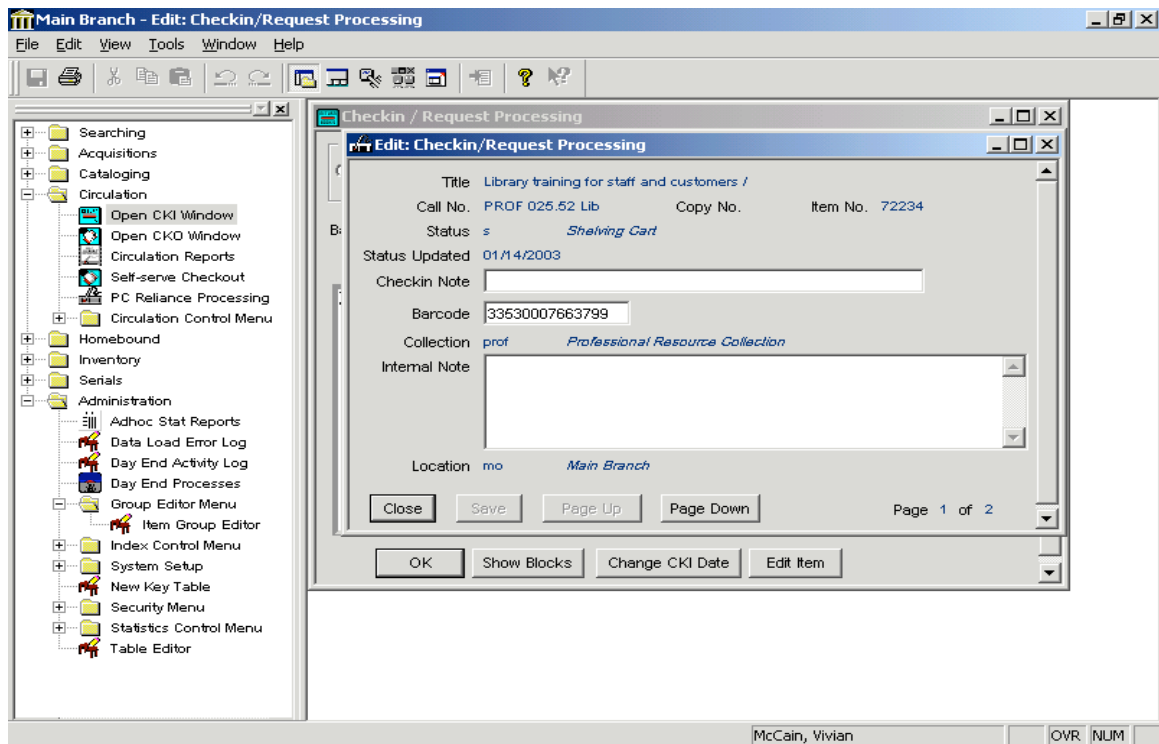 Main Branch - Edit: Checkin/Request Processing
File Edit View Tools Window Help
Searching
Acquisitions
Cataloging
Circulation
Open CKI Window
Open CKO Window
Circulation Reports
Self-serve Checkout
PC Reliance Processing
Circulation Control Menu
Homebound
Inventory
Serials
Administration
Adhoc Stat Reports
Data Load Error Log
Day End Activity Log
Day End Processes
Group Editor Menu
Item Group Editor
Index Control Menu
System Setup
New Key Table
Security Menu
Statistics Control Menu
Table Editor
Checkin / Request Processing
Edit: Checkin/Request Processing
Title Library training for staff and customers /
Call No. PROF 025.52 Lib Copy No. Item No. 72234
Status s Shelving Cart
Status Updated 01/14/2003
Checkin Note
Barcode 33530007663799
Collection prof Professional Resource Collection
Internal Note
Location mo Main Branch
Close Save Page Up Page Down Page 1 of 2
OK Show Blocks Change CKI Date Edit Item
McCain, Vivian OVR NUM